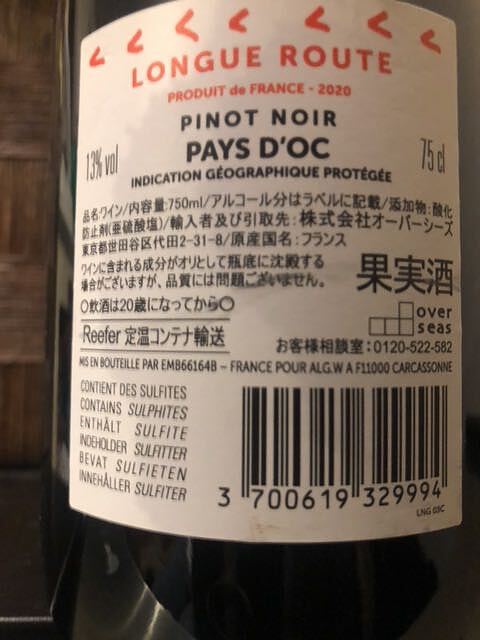 LONGUE ROUTE
PRODUIT de FRANCE - 2020
PINOT NOIR
13% vol
PAYS D'OC
75 cl
INDICATION GÉOGRAPHIQUE PROTÉGÉE
品名:ワイン/内容量:750ml/アルコール分はラベルに記載/添加物:酸化
防止剤(亜硫酸塩)/輸入者及び引取先:株式会社オーバーシーズ
東京都世田谷区代田2-31-8/原産国名:フランス
ワインに含まれる成分がオリとして瓶底に沈殿する
場合がございますが、品質には問題ございません。
果実酒
〇飲酒は20歳になってから〇
over
seas
Reefer 定温コンテナ輸送
お客様相談室:0120-522-582
MIS EN BOUTEILLE PAR EMB66164B – FRANCE POUR ALG.W A F11000 CARCASSONNE
CONTIENT DES SULFITES
CONTAINS SULPHITES
ENTHÄLT SULFITE
INDEHOLDER SULFITTER
BEVAT SULFIETEN
INNEHÅLLER SULFITER
3 700619 329994
LNG 03C